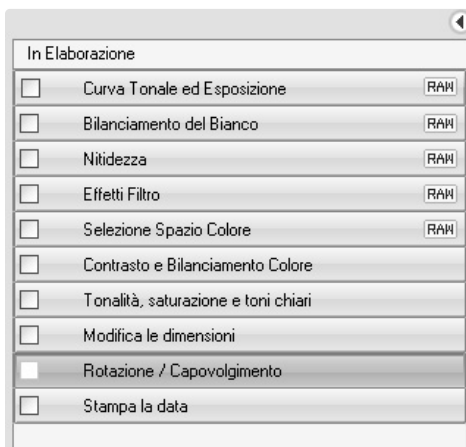 In Elaborazione
Curva Tonale ed Esposizione RAW
Bilanciamento del Bianco RAW
Nitidezza RAW
Effetti Filtro RAW
Selezione Spazio Colore RAW
Contrasto e Bilanciamento Colore
Tonalità, saturazione e toni chiari
Modifica le dimensioni
Rotazione / Capovolgimento
Stampa la data